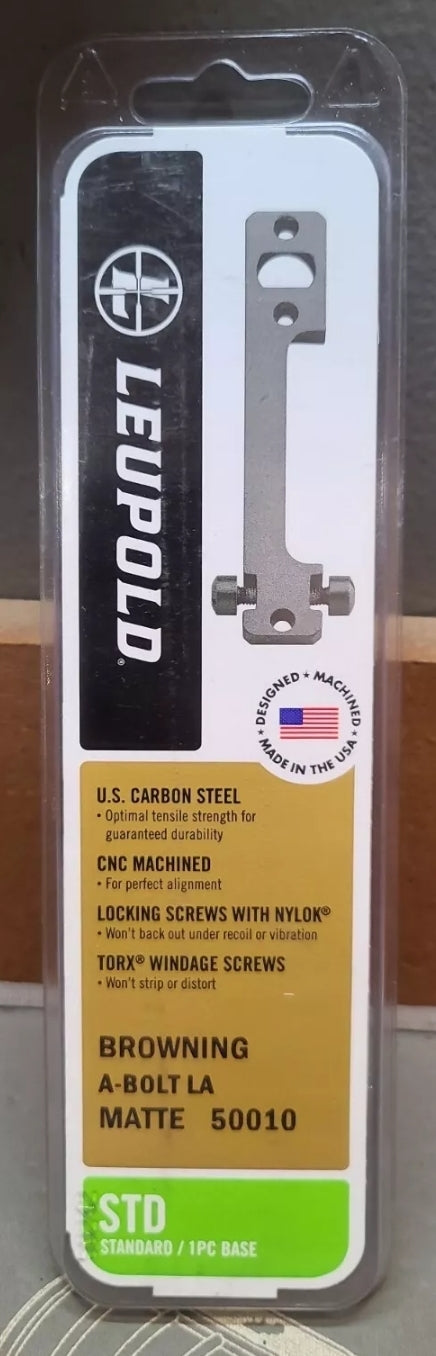 LEUPOLD®
DESIGNED ★ MACHINED
★ MADE IN THE USA ★
U.S. CARBON STEEL
• Optimal tensile strength for
guaranteed durability
CNC MACHINED
• For perfect alignment
LOCKING SCREWS WITH NYLOK®
• Won't back out under recoil or vibration
TORX® WINDAGE SCREWS
• Won't strip or distort
BROWNING
A-BOLT LA
MATTE 50010
STD
STANDARD / 1PC BASE